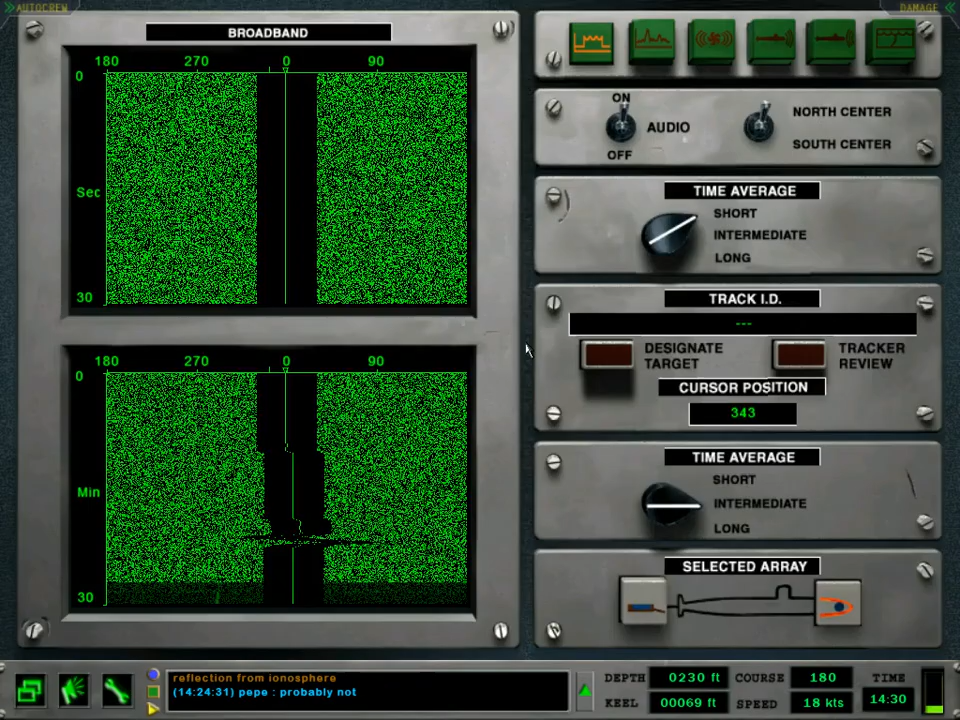 AUTOCREW
DAMAGE
BROADBAND
180 270 0 90
0
Sec
30
180 270 0 90
0
Min
30
ON
AUDIO
OFF
NORTH CENTER
SOUTH CENTER
TIME AVERAGE
SHORT
INTERMEDIATE
LONG
TRACK I.D.
---
DESIGNATE
TARGET
TRACKER
REVIEW
CURSOR POSITION
343
TIME AVERAGE
SHORT
INTERMEDIATE
LONG
SELECTED ARRAY
reflection from ionosphere
(14:24:31) pepe : probably not
DEPTH 0230 ft COURSE 180 TIME
KEEL 00069 ft SPEED 18 kts 14:30